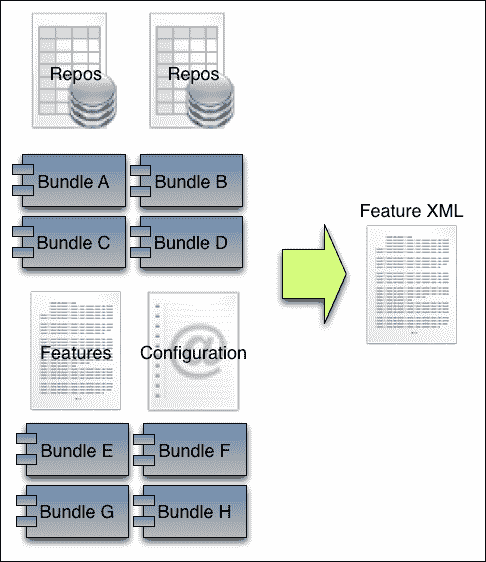 Repos Repos
Bundle A Bundle B
Bundle C Bundle D
Feature XML
Features Configuration
@
Bundle E Bundle F
Bundle G Bundle H